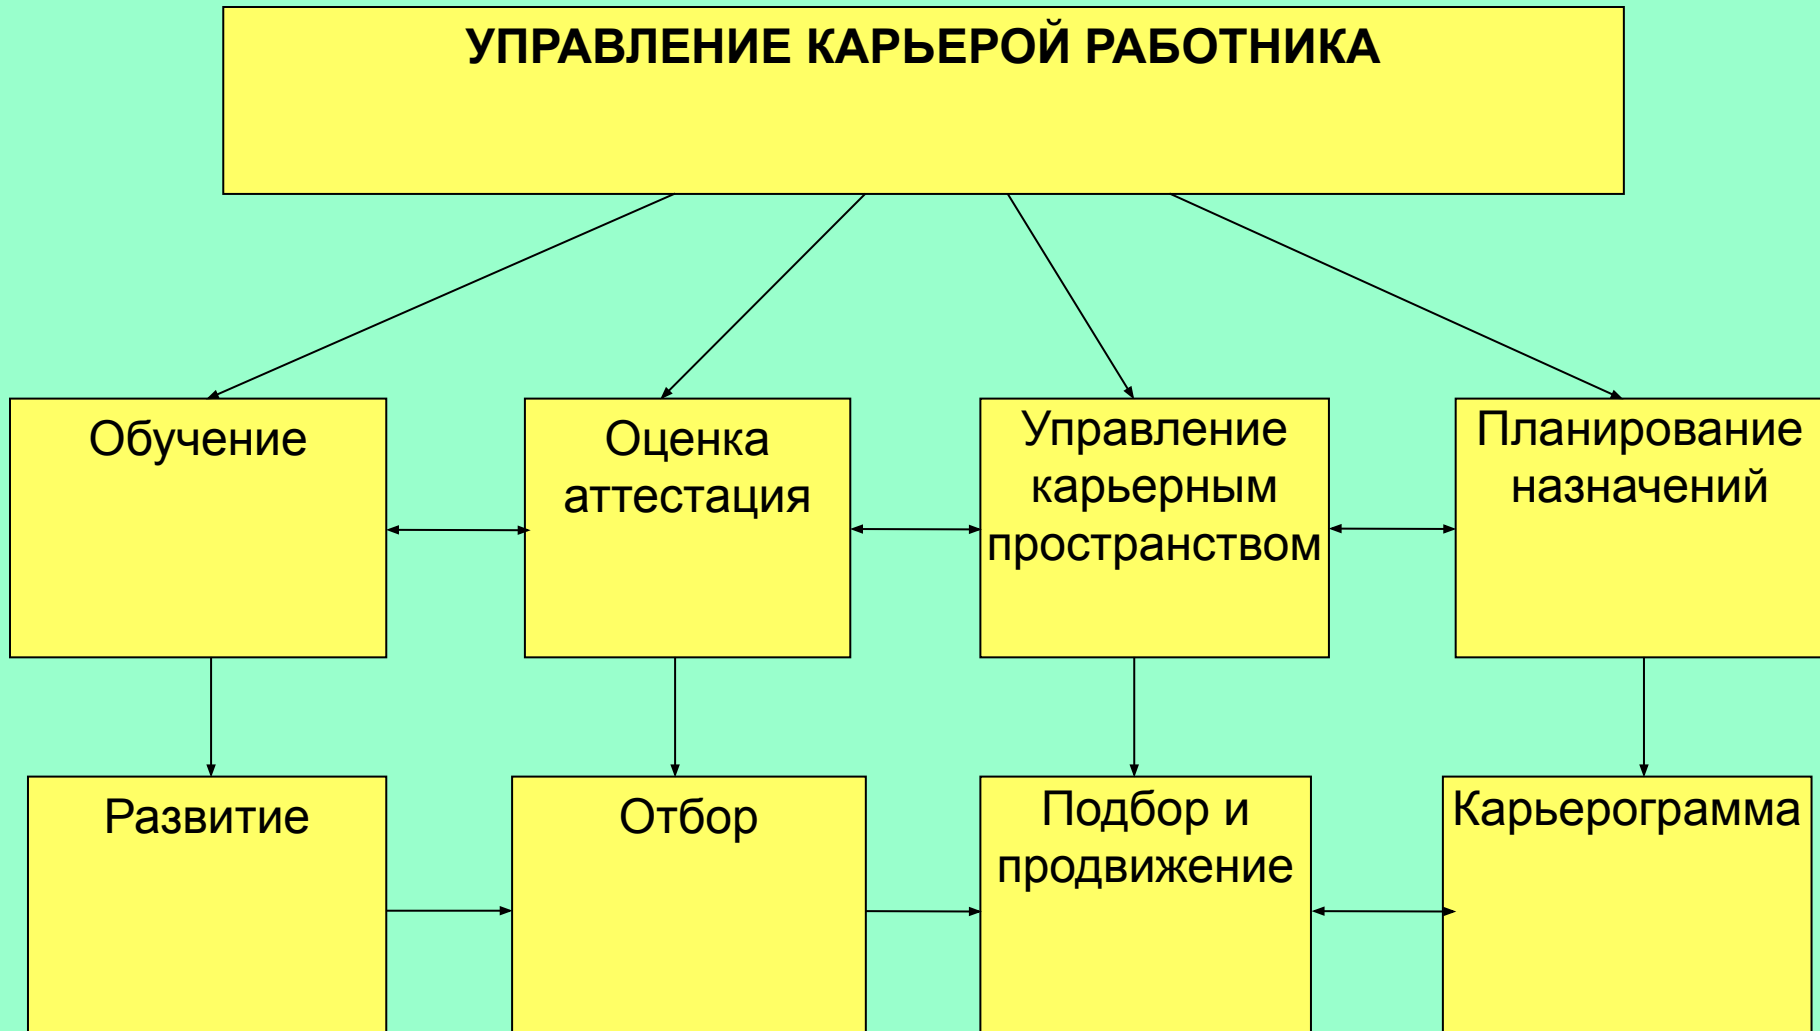 УПРАВЛЕНИЕ КАРЬЕРОЙ РАБОТНИКА
Обучение
Оценка
аттестация
Управление
карьерным
пространством
Планирование
назначений
Развитие
Отбор
Подбор и
продвижение
Карьерограмма